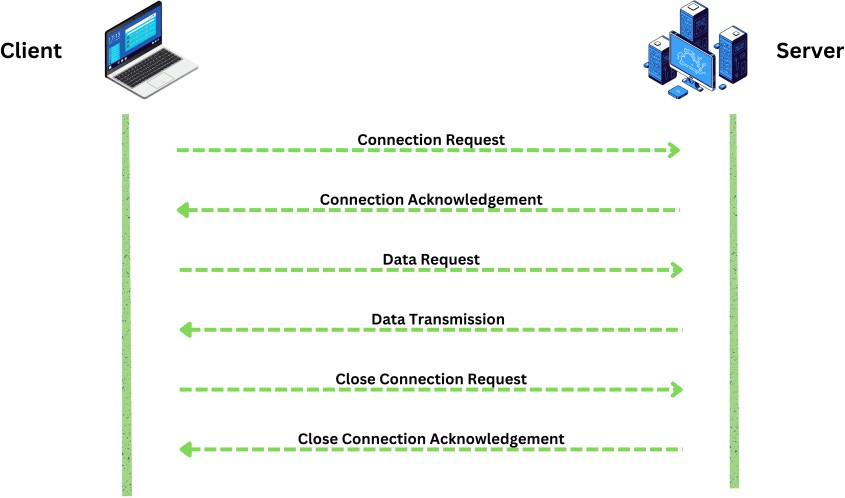 Client
Server
Connection Request
Connection Acknowledgement
Data Request
Data Transmission
Close Connection Request
Close Connection Acknowledgement